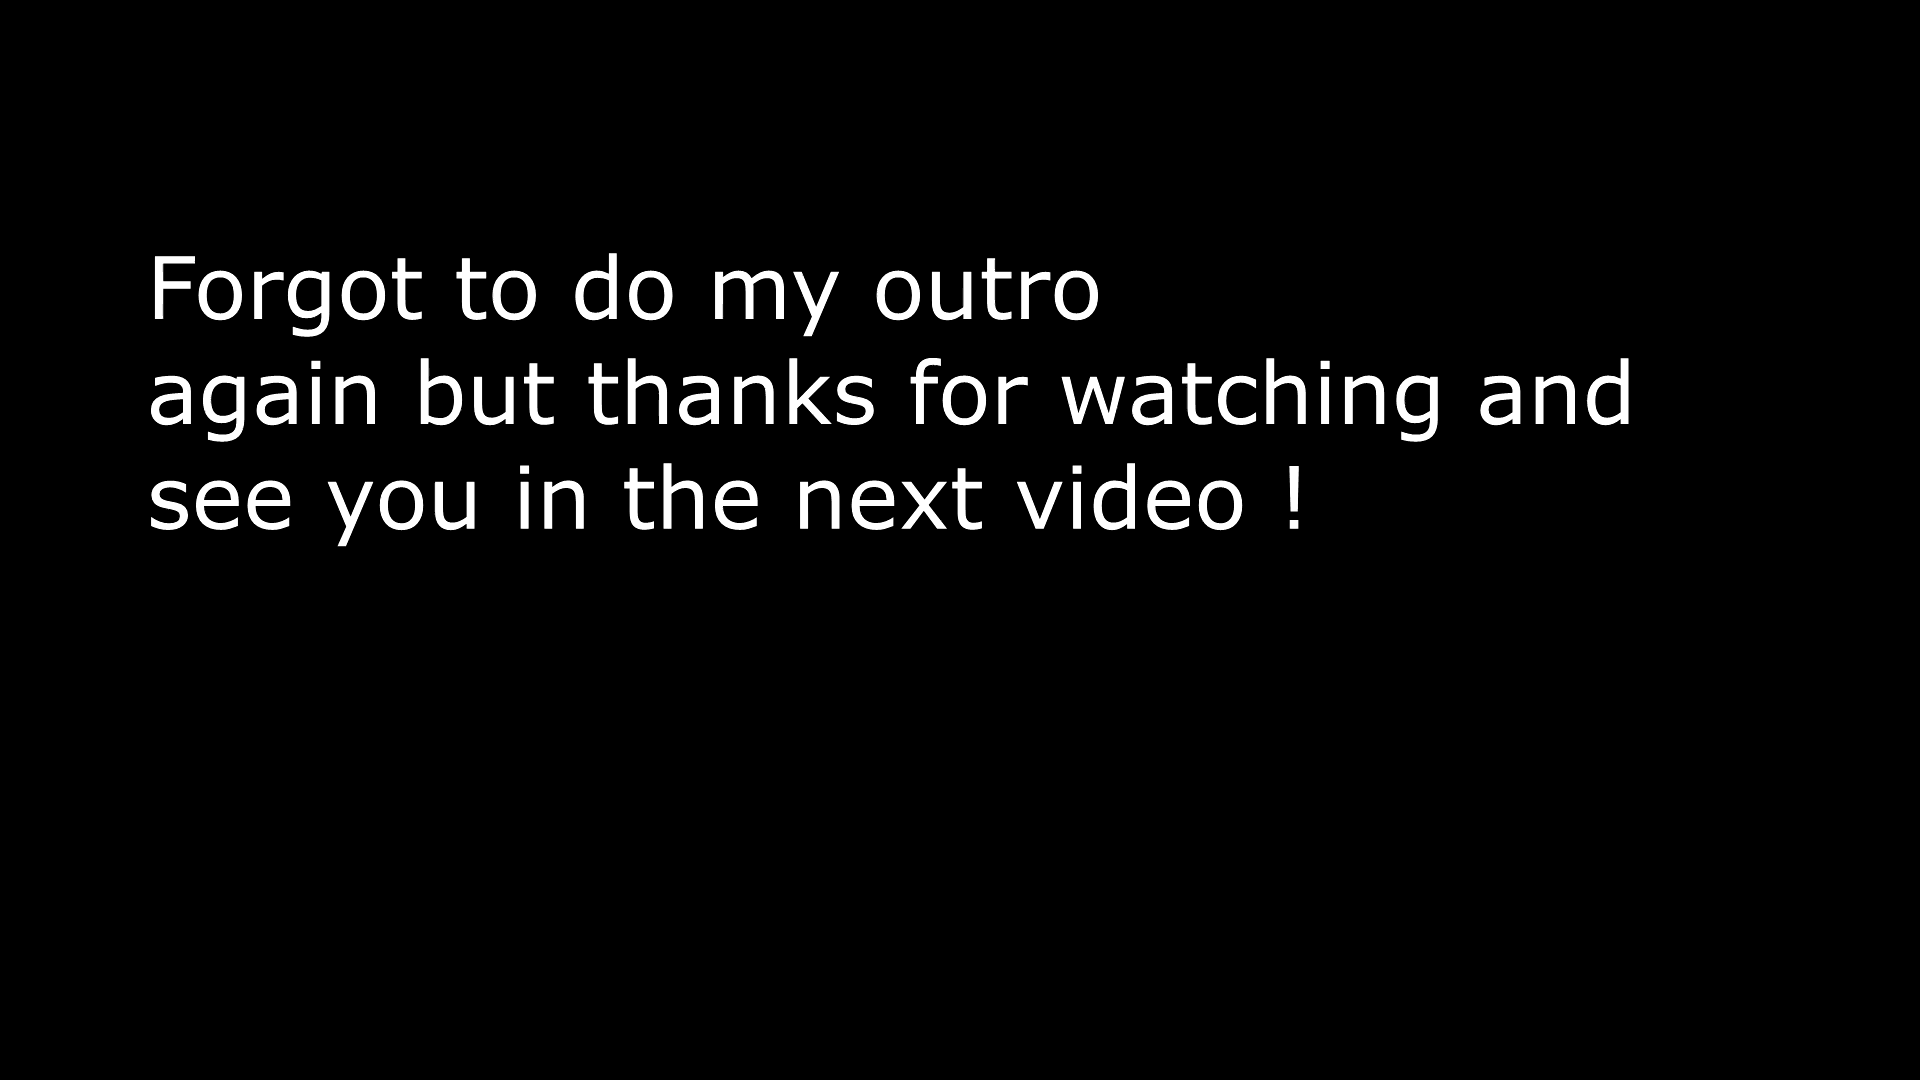 Forgot to do my outro
again but thanks for watching and
see you in the next video !